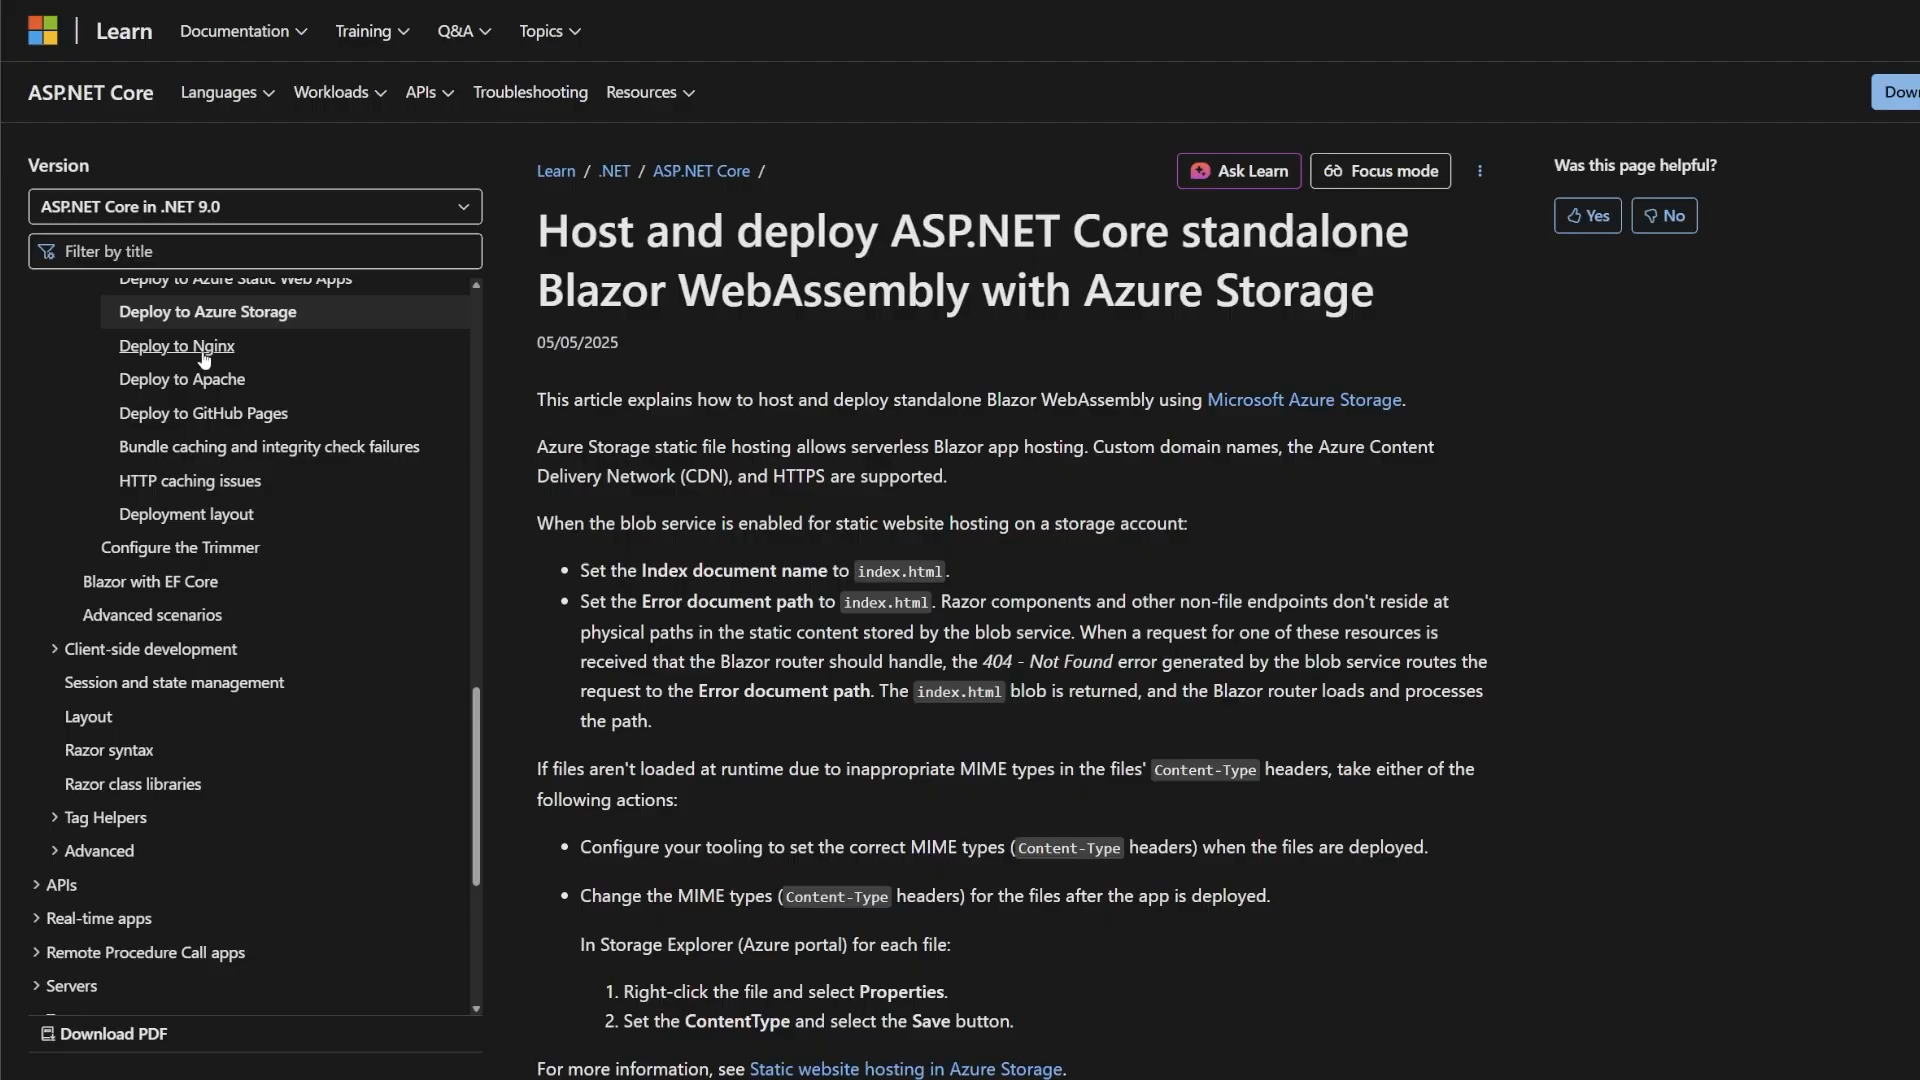 Learn
Documentation
Training
Q&A
Topics
ASP.NET Core
Languages
Workloads
APIs
Troubleshooting
Resources
Down
Version
ASP.NET Core in .NET 9.0
Filter by title
Deploy to Azure Static Web Apps
Deploy to Azure Storage
Deploy to Nginx
Deploy to Apache
Deploy to GitHub Pages
Bundle caching and integrity check failures
HTTP caching issues
Deployment layout
Configure the Trimmer
Blazor with EF Core
Advanced scenarios
Client-side development
Session and state management
Layout
Razor syntax
Razor class libraries
Tag Helpers
Advanced
APIs
Real-time apps
Remote Procedure Call apps
Servers
Download PDF
Learn / .NET / ASP.NET Core /
Ask Learn
Focus mode
Host and deploy ASP.NET Core standalone
Blazor WebAssembly with Azure Storage
05/05/2025
This article explains how to host and deploy standalone Blazor WebAssembly using Microsoft Azure Storage.
Azure Storage static file hosting allows serverless Blazor app hosting. Custom domain names, the Azure Content
Delivery Network (CDN), and HTTPS are supported.
When the blob service is enabled for static website hosting on a storage account:
• Set the Index document name to index.html.
• Set the Error document path to index.html. Razor components and other non-file endpoints don't reside at
physical paths in the static content stored by the blob service. When a request for one of these resources is
received that the Blazor router should handle, the 404 - Not Found error generated by the blob service routes the
request to the Error document path. The index.html blob is returned, and the Blazor router loads and processes
the path.
If files aren't loaded at runtime due to inappropriate MIME types in the files' Content-Type headers, take either of the
following actions:
• Configure your tooling to set the correct MIME types (Content-Type headers) when the files are deployed.
• Change the MIME types (Content-Type headers) for the files after the app is deployed.
In Storage Explorer (Azure portal) for each file:
1. Right-click the file and select Properties.
2. Set the ContentType and select the Save button.
For more information, see Static website hosting in Azure Storage.
Was this page helpful?
Yes
No